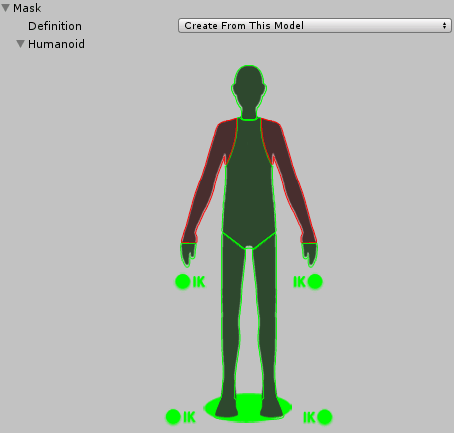 Mask
Definition Create From This Model
Humanoid
IK IK
IK IK